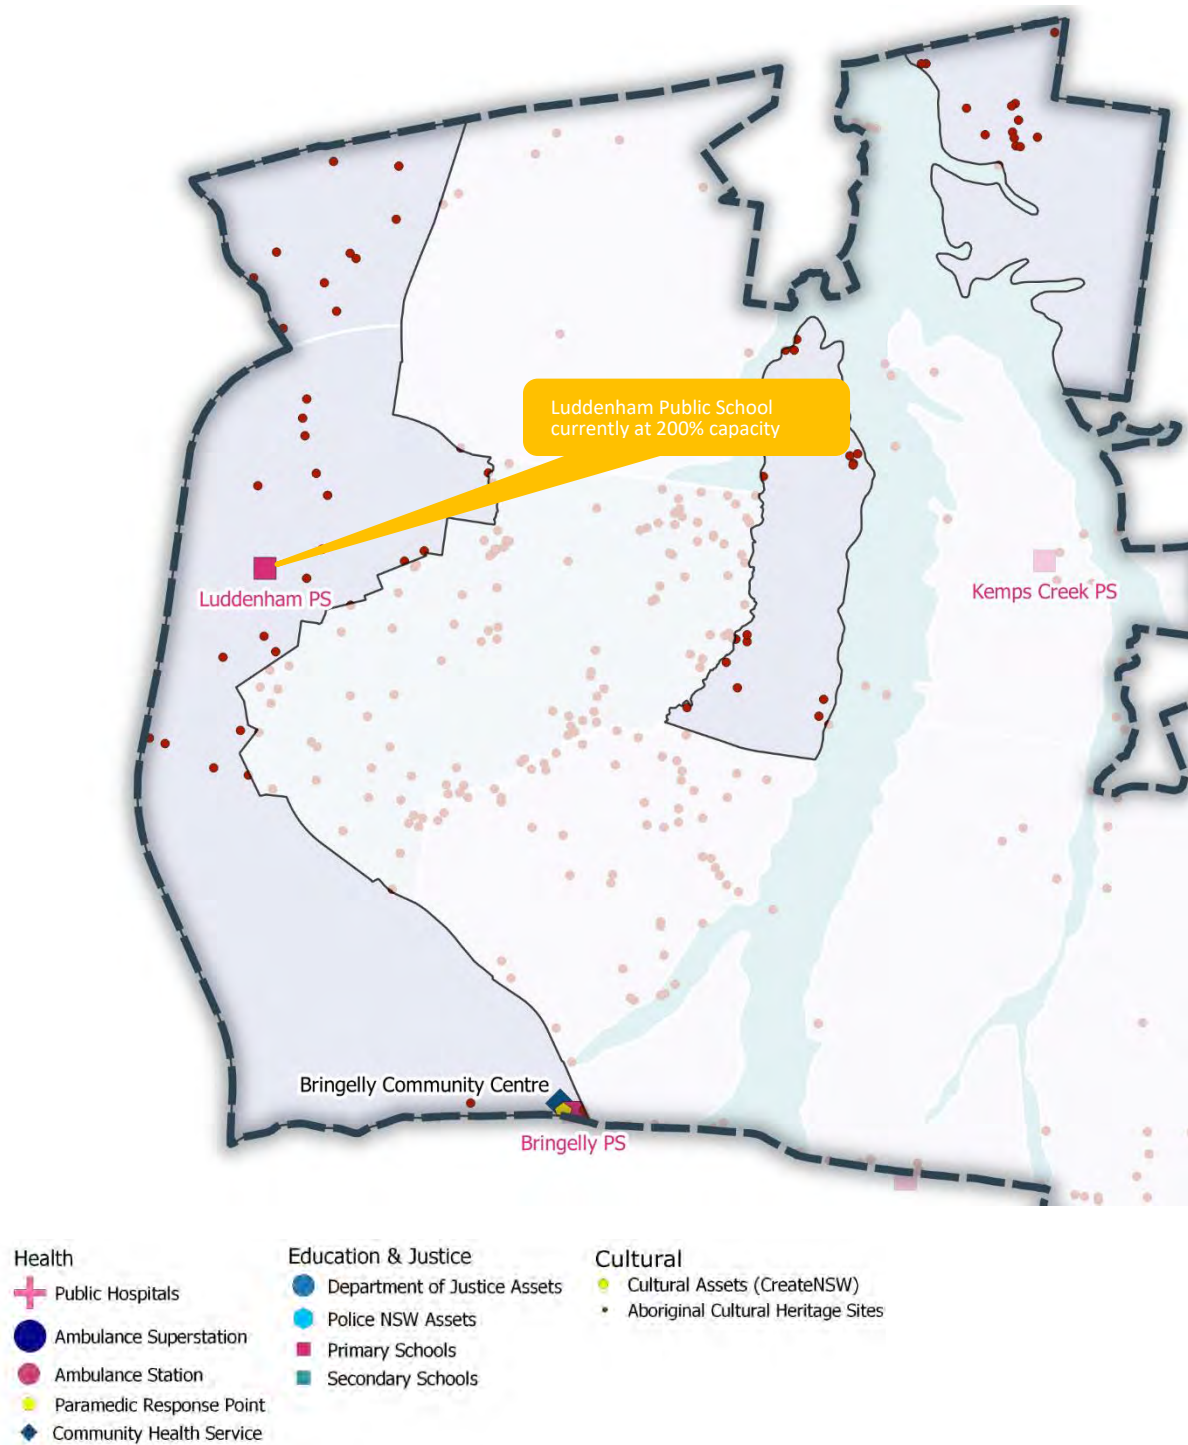 Luddenham Public School
currently at 200% capacity
Luddenham PS
Kemps Creek PS
Bringelly Community Centre
Bringelly PS
Health
Public Hospitals
Ambulance Superstation
Ambulance Station
Paramedic Response Point
Community Health Service
Education & Justice
Department of Justice Assets
Police NSW Assets
Primary Schools
Secondary Schools
Cultural
Cultural Assets (CreateNSW)
Aboriginal Cultural Heritage Sites